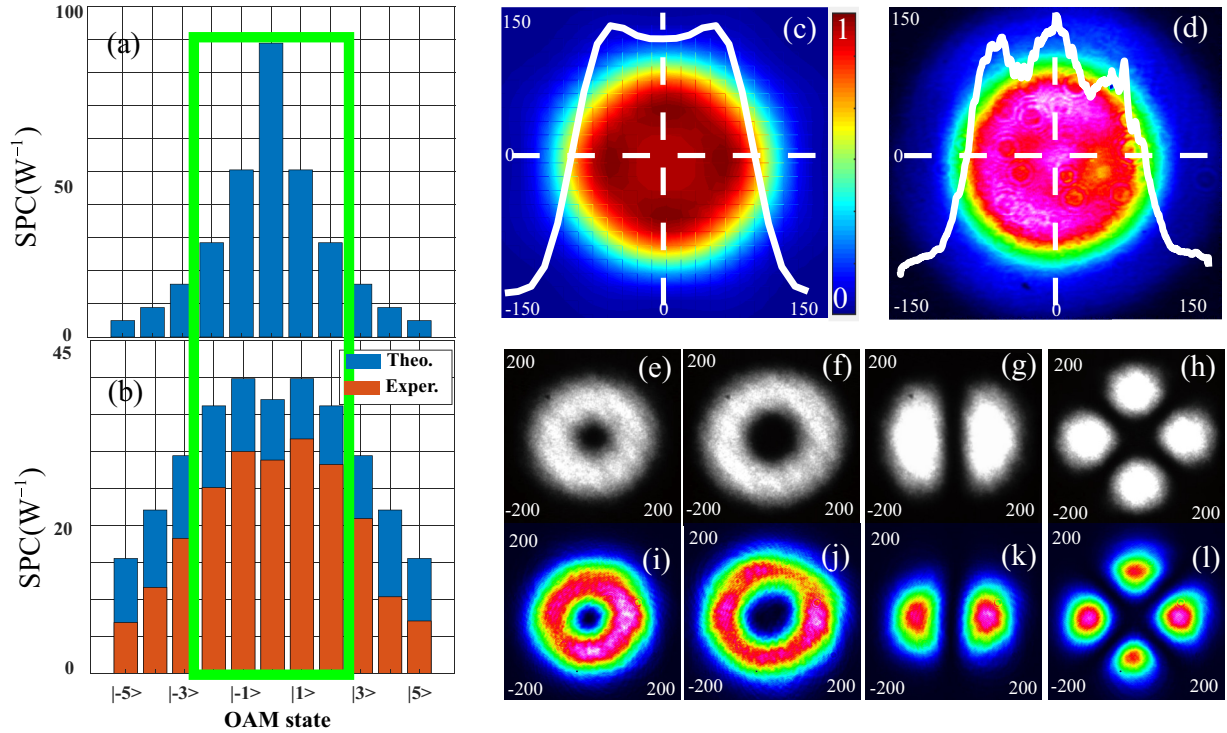 100
(a)
50
SPC(W⁻¹)
0
45
(b)
Theo.
Exper.
20
SPC(W⁻¹)
0
|-5> |-3> |-1> |1> |3> |5>
OAM state
150 (c) 1
0
-150 0 150 0
150 (d)
0
-150 0 150
200 (e)
-200 200
200 (f)
-200 200
200 (g)
-200 200
200 (h)
-200 200
200 (i)
-200 200
200 (j)
-200 200
200 (k)
-200 200
200 (l)
-200 200